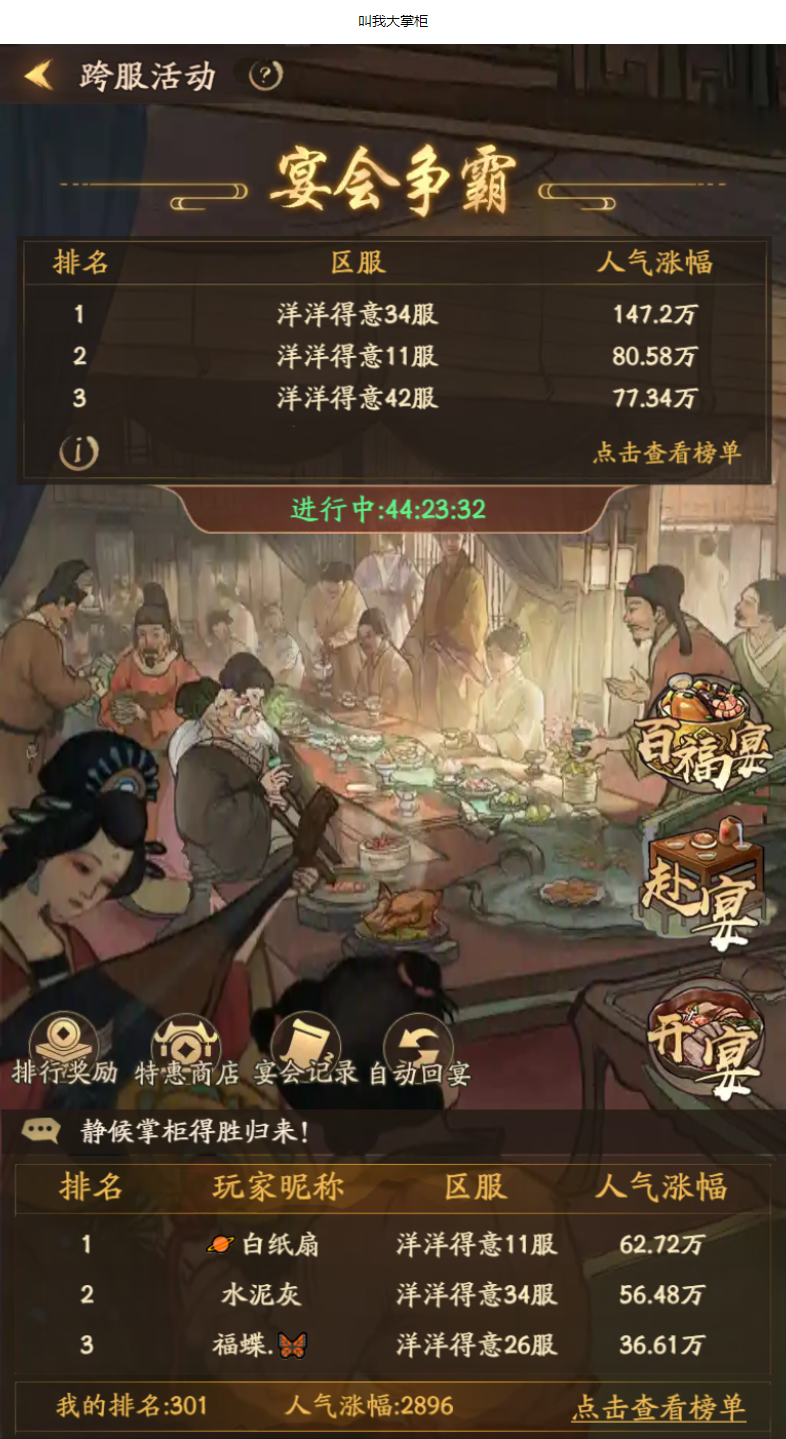 叫我大掌柜
跨服活动 ?
宴会争霸
排名 区服 人气涨幅
1 洋洋得意34服 147.2万
2 洋洋得意11服 80.58万
3 洋洋得意42服 77.34万
i 点击查看榜单
进行中:44:23:32
百福宴
赴宴
开宴
排行奖励 特惠商店 宴会记录 自动回宴
静候掌柜得胜归来!
排名 玩家昵称 区服 人气涨幅
1 🪐白纸扇 洋洋得意11服 62.72万
2 水泥灰 洋洋得意34服 56.48万
3 福蝶.🦋 洋洋得意26服 36.61万
我的排名:301 人气涨幅:2896 点击查看榜单